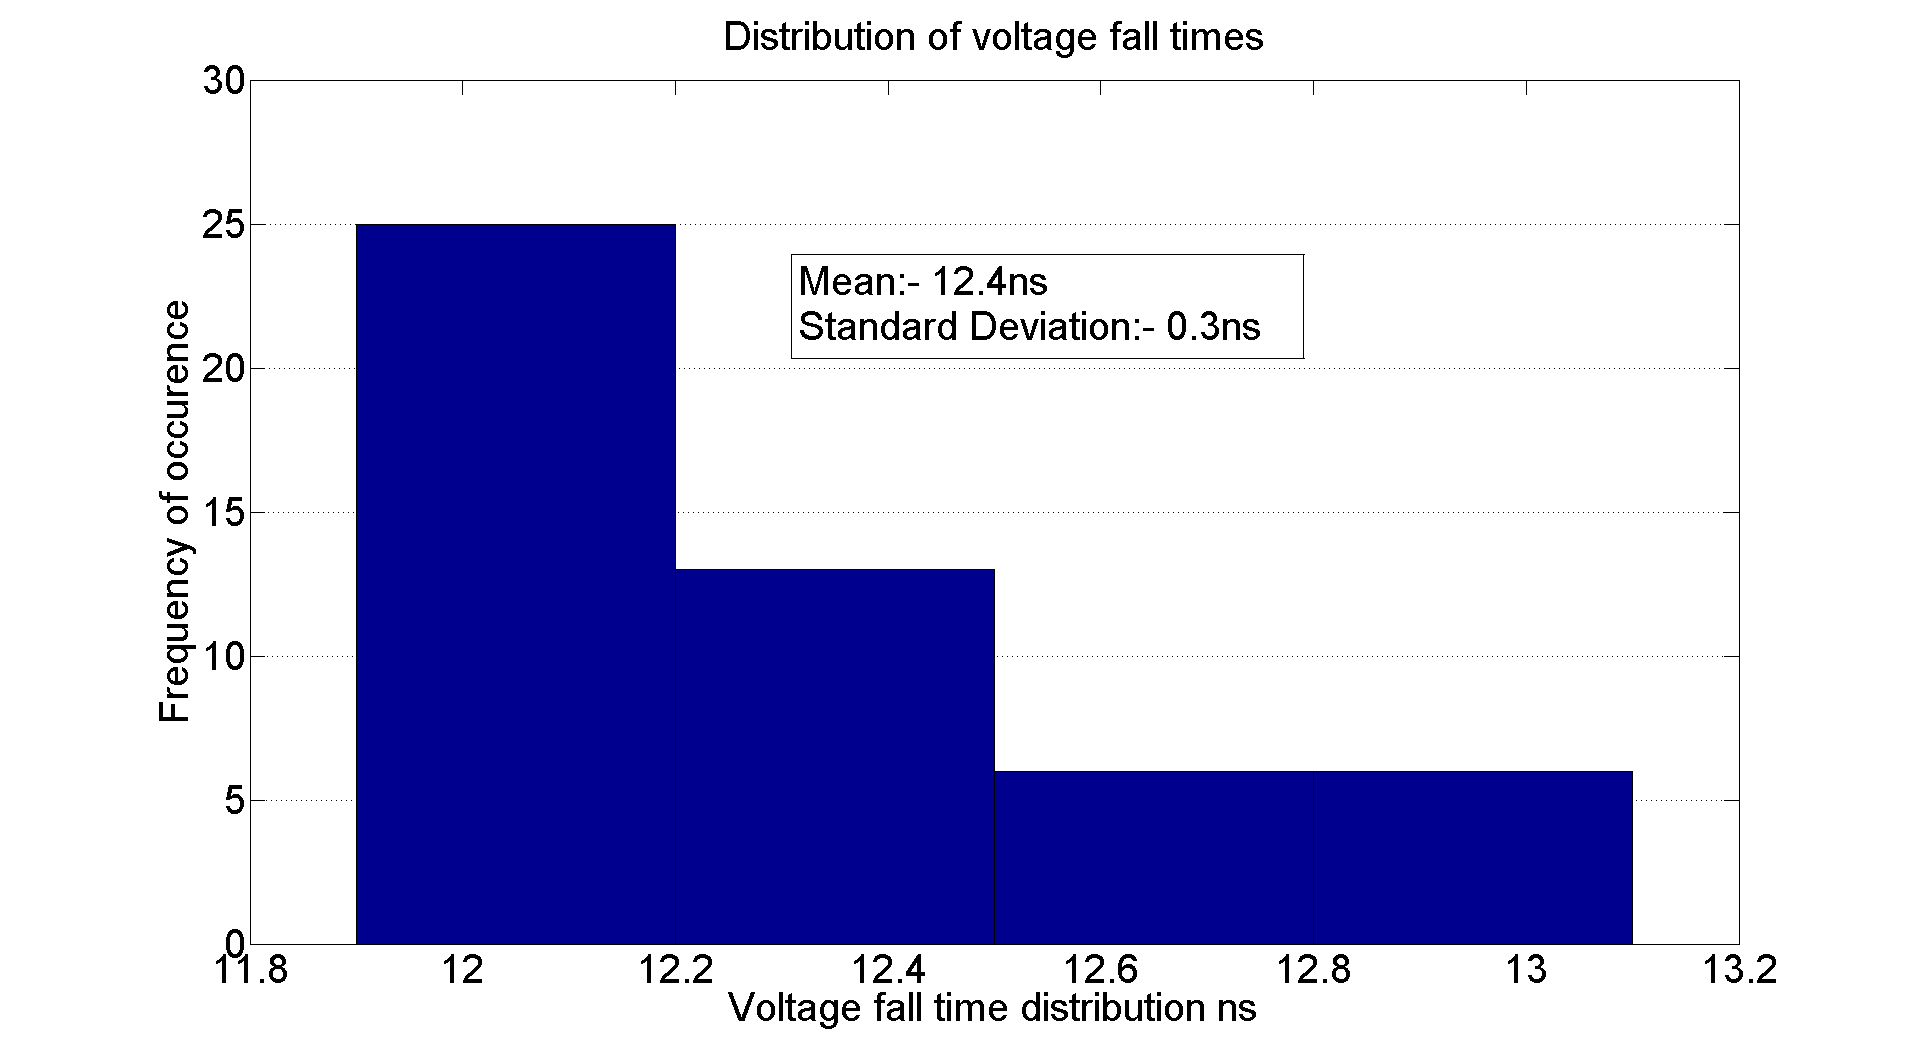 Distribution of voltage fall times
30
25
20
15
10
5
0
Frequency of occurence
Mean:- 12.4ns
Standard Deviation:- 0.3ns
11.8 12 12.2 12.4 12.6 12.8 13 13.2
Voltage fall time distribution ns